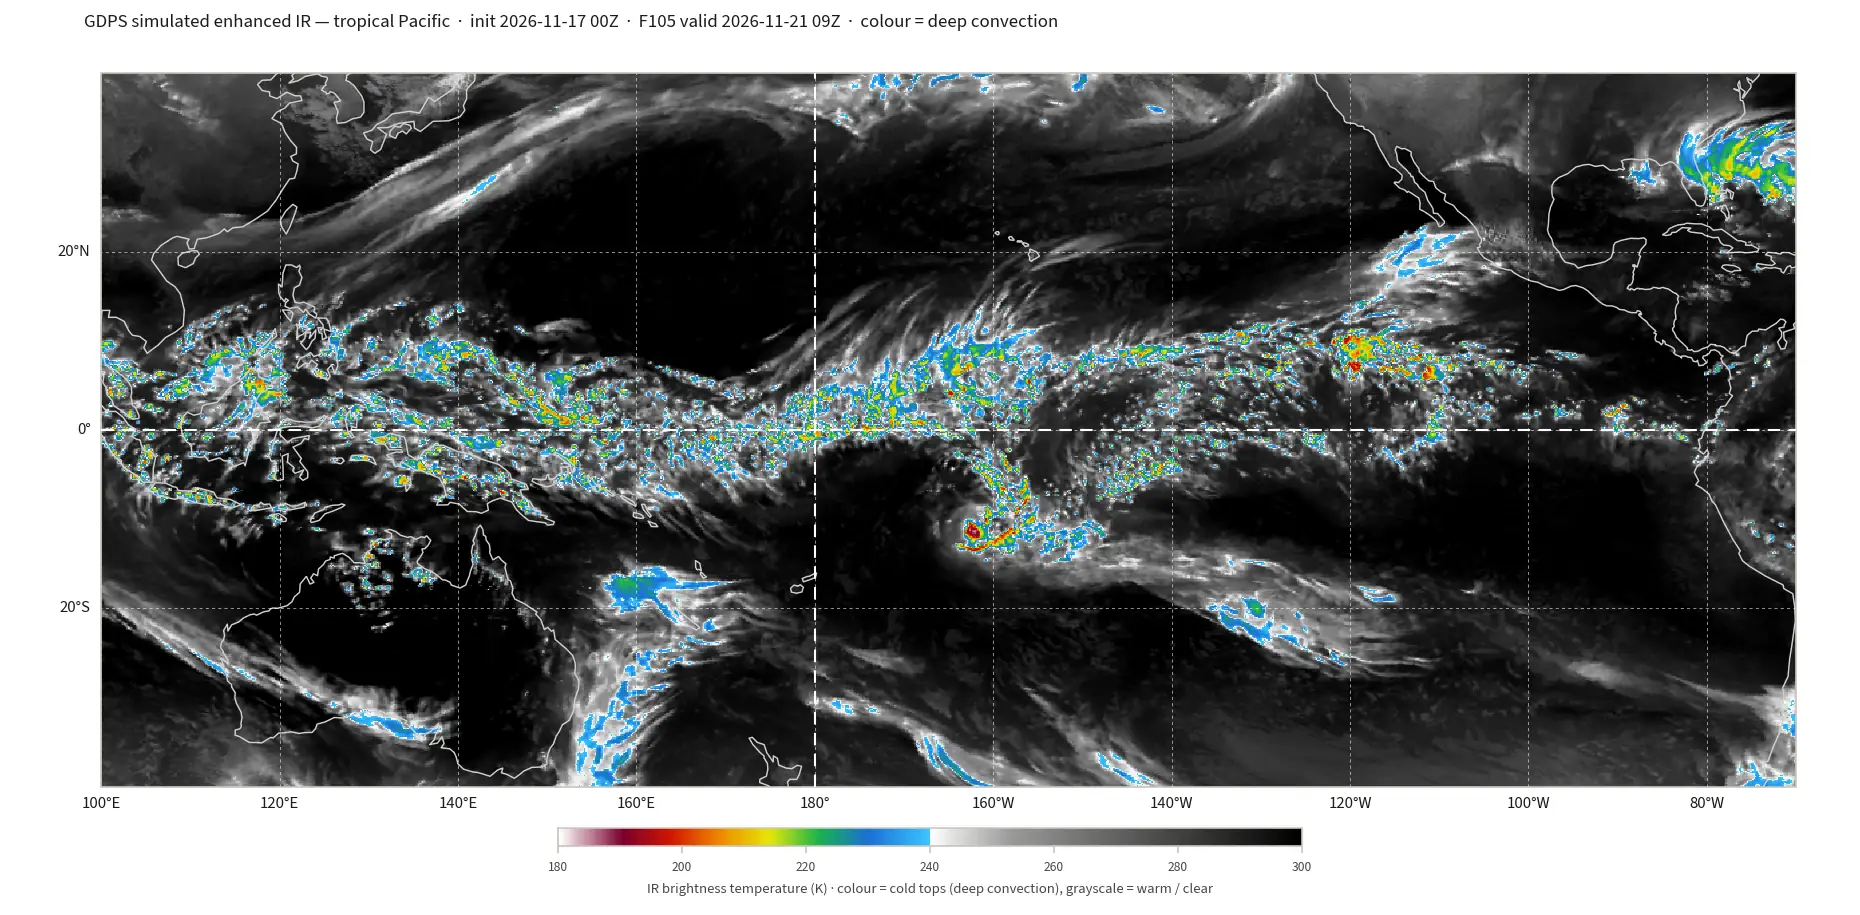 GDPS simulated enhanced IR — tropical Pacific · init 2026-11-17 00Z · F105 valid 2026-11-21 09Z · colour = deep convection
20°N
0°
20°S
100°E 120°E 140°E 160°E 180° 160°W 140°W 120°W 100°W 80°W
180 200 220 240 260 280 300
IR brightness temperature (K) · colour = cold tops (deep convection), grayscale = warm / clear